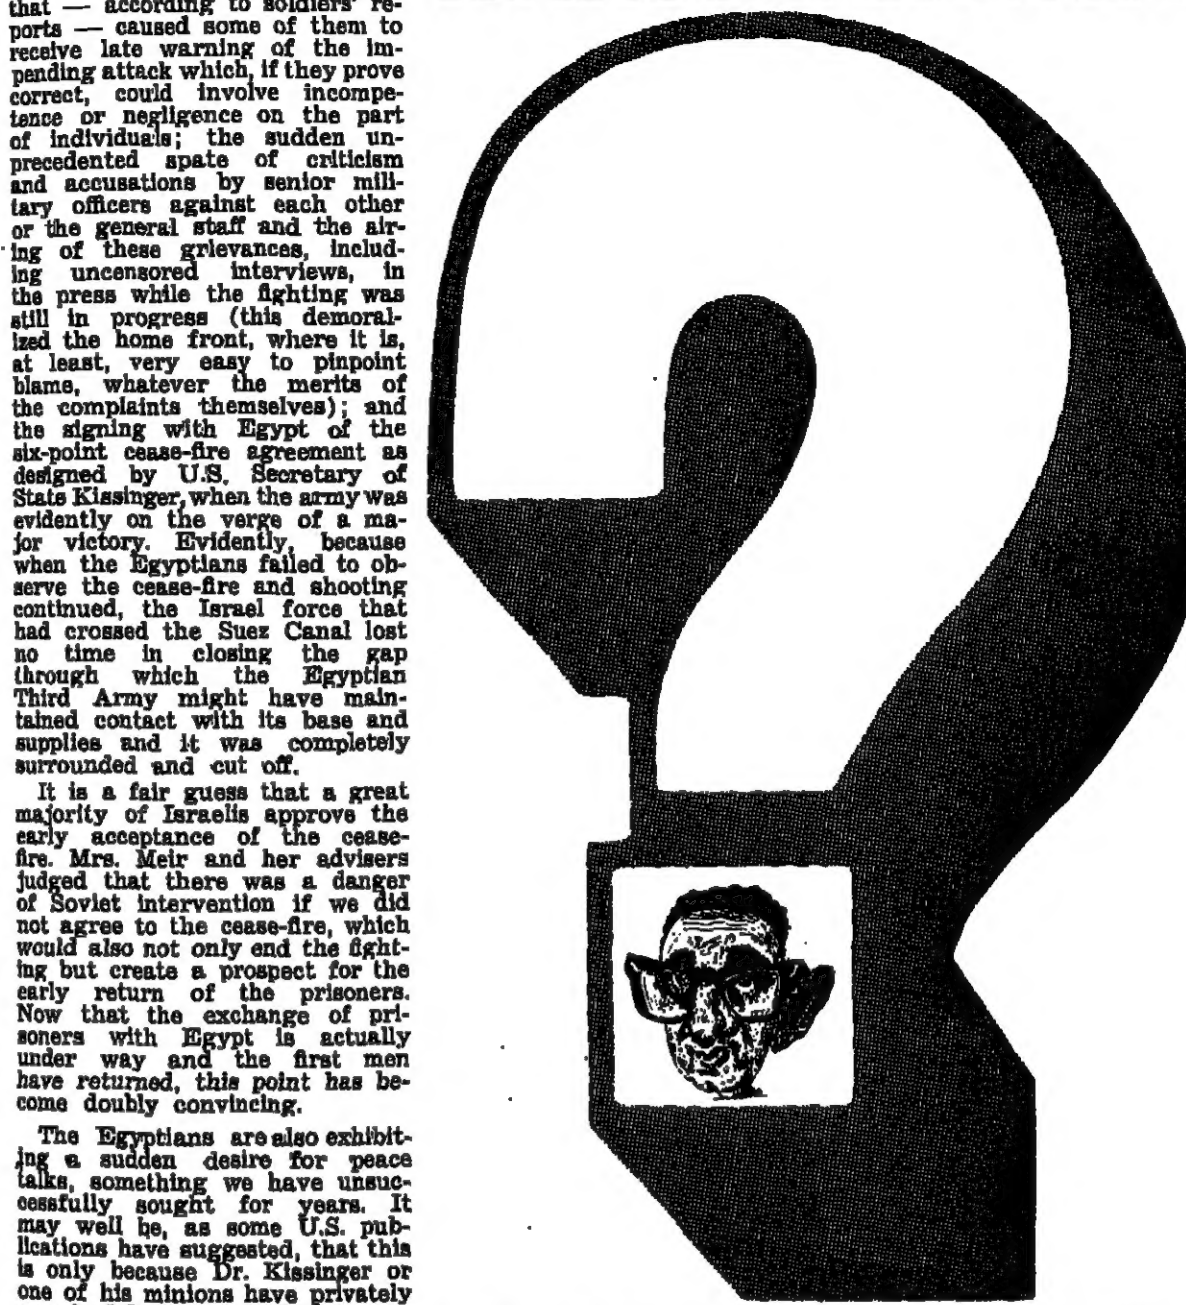 that — according to soldiers' re-
ports — caused some of them to
receive late warning of the im-
pending attack which, if they prove
correct, could involve incompe-
tence or negligence on the part
of individuals; the sudden un-
precedented spate of criticism
and accusations by senior mili-
tary officers against each other
or the general staff and the air-
ing of these grievances, includ-
ing uncensored interviews, in
the press while the fighting was
still in progress (this demoral-
ized the home front, where it is,
at least, very easy to pinpoint
blame, whatever the merits of
the complaints themselves); and
the signing with Egypt of the
six-point cease-fire agreement as
designed by U.S. Secretary of
State Kissinger, when the army was
evidently on the verge of a ma-
jor victory. Evidently, because
when the Egyptians failed to ob-
serve the cease-fire and shooting
continued, the Israel force that
had crossed the Suez Canal lost
no time in closing the gap
through which the Egyptian
Third Army might have main-
tained contact with its base and
supplies and it was completely
surrounded and cut off.
It is a fair guess that a great
majority of Israelis approve the
early acceptance of the cease-
fire. Mrs. Meir and her advisers
judged that there was a danger
of Soviet intervention if we did
not agree to the cease-fire, which
would also not only end the fight-
ing but create a prospect for the
early return of the prisoners.
Now that the exchange of pri-
soners with Egypt is actually
under way and the first men
have returned, this point has be-
come doubly convincing.
The Egyptians are also exhibit-
ing a sudden desire for peace
talks, something we have unsuc-
cessfully sought for years. It
may well be, as some U.S. pub-
lications have suggested, that this
is only because Dr. Kissinger or
one of his minions have privately
?